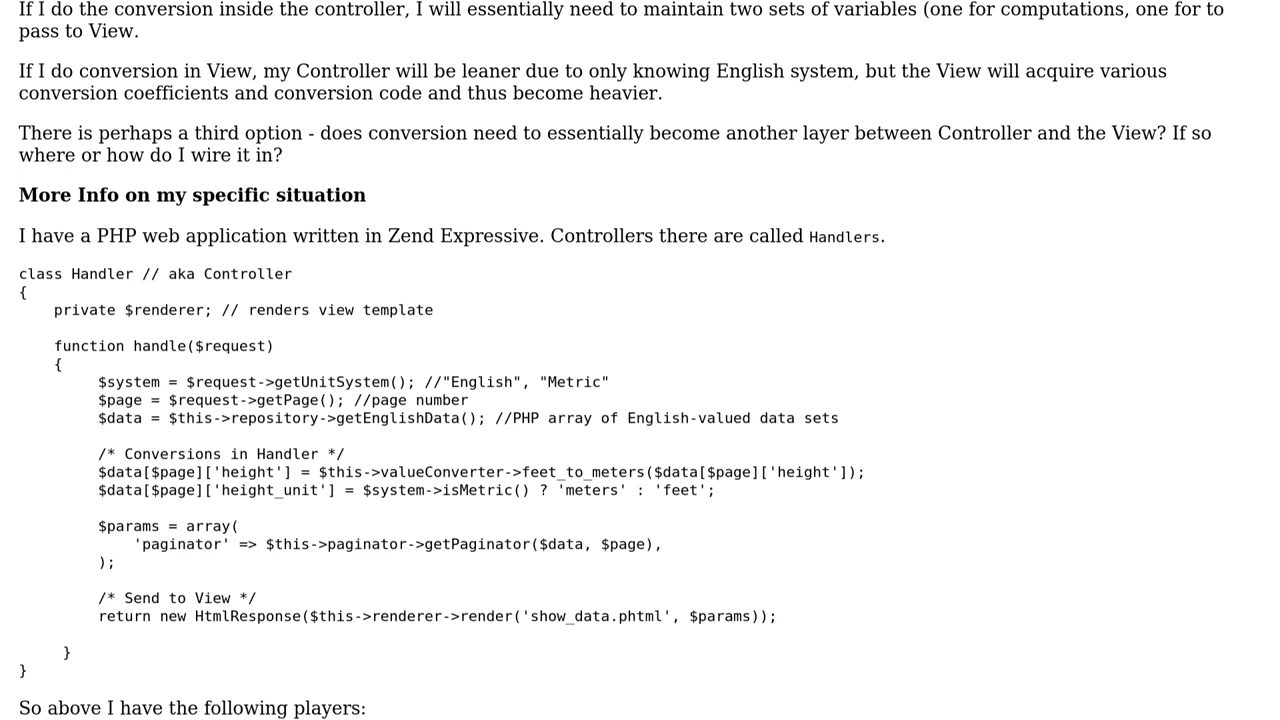 If I do the conversion inside the controller, I will essentially need to maintain two sets of variables (one for computations, one for to
pass to View.
If I do conversion in View, my Controller will be leaner due to only knowing English system, but the View will acquire various
conversion coefficients and conversion code and thus become heavier.
There is perhaps a third option - does conversion need to essentially become another layer between Controller and the View? If so
where or how do I wire it in?
More Info on my specific situation
I have a PHP web application written in Zend Expressive. Controllers there are called Handlers.
class Handler // aka Controller
{
    private $renderer; // renders view template
    function handle($request)
    {
         $system = $request->getUnitSystem(); //"English", "Metric"
         $page = $request->getPage(); //page number
         $data = $this->repository->getEnglishData(); //PHP array of English-valued data sets
         /* Conversions in Handler */
         $data[$page]['height'] = $this->valueConverter->feet_to_meters($data[$page]['height']);
         $data[$page]['height_unit'] = $system->isMetric() ? 'meters' : 'feet';
         $params = array(
             'paginator' => $this->paginator->getPaginator($data, $page),
         );
         /* Send to View */
         return new HtmlResponse($this->renderer->render('show_data.phtml', $params));
     }
}
So above I have the following players: